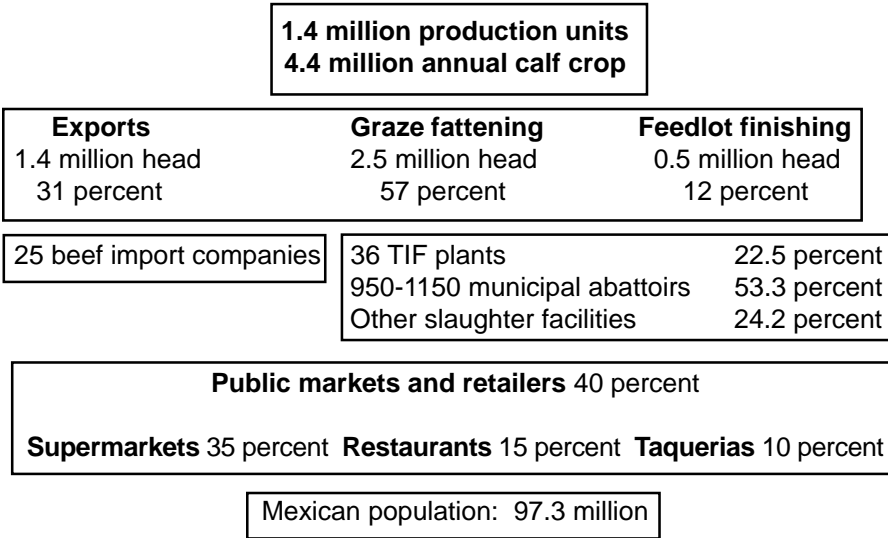 1.4 million production units
4.4 million annual calf crop
Exports Graze fattening Feedlot finishing
1.4 million head 2.5 million head 0.5 million head
31 percent 57 percent 12 percent
25 beef import companies
36 TIF plants 22.5 percent
950-1150 municipal abattoirs 53.3 percent
Other slaughter facilities 24.2 percent
Public markets and retailers 40 percent
Supermarkets 35 percent Restaurants 15 percent Taquerias 10 percent
Mexican population: 97.3 million